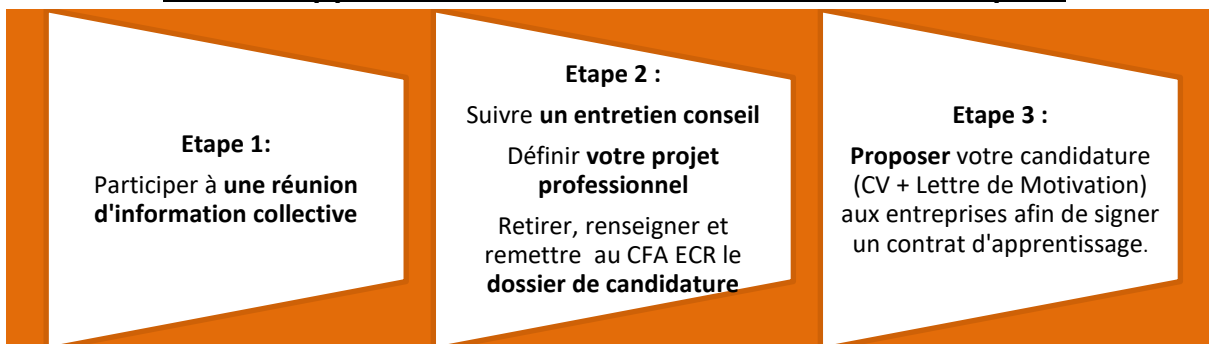 Etape 1:
Participer à une réunion
d'information collective
Etape 2 :
Suivre un entretien conseil
Définir votre projet
professionnel
Retirer, renseigner et
remettre au CFA ECR le
dossier de candidature
Etape 3 :
Proposer votre candidature
(CV + Lettre de Motivation)
aux entreprises afin de signer
un contrat d'apprentissage.